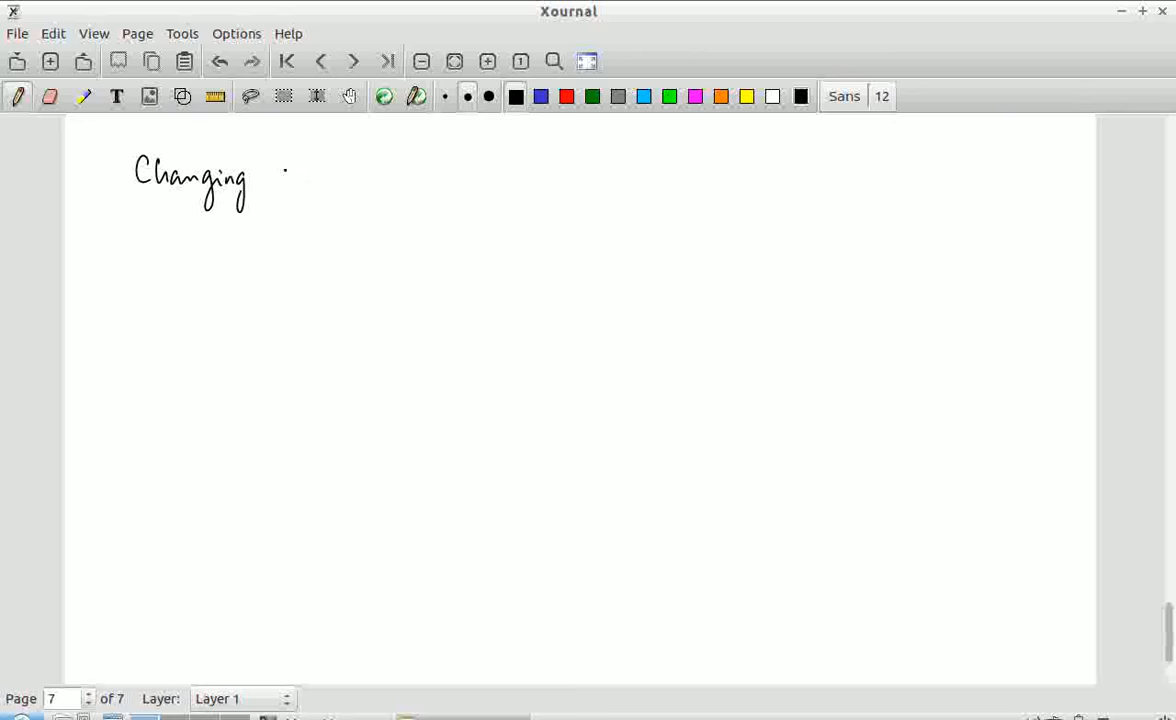 Xournal
File Edit View Page Tools Options Help
Sans 12
Changing
Page 7 of 7 Layer: Layer 1